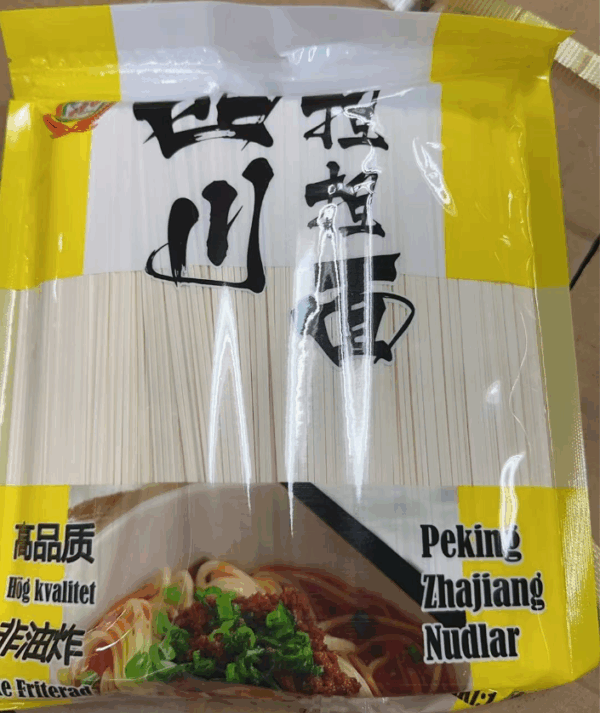 四川
担担面
高品质
Hög kvalitet
非油炸
Friterad
Peking
Zhajiang
Nudlar